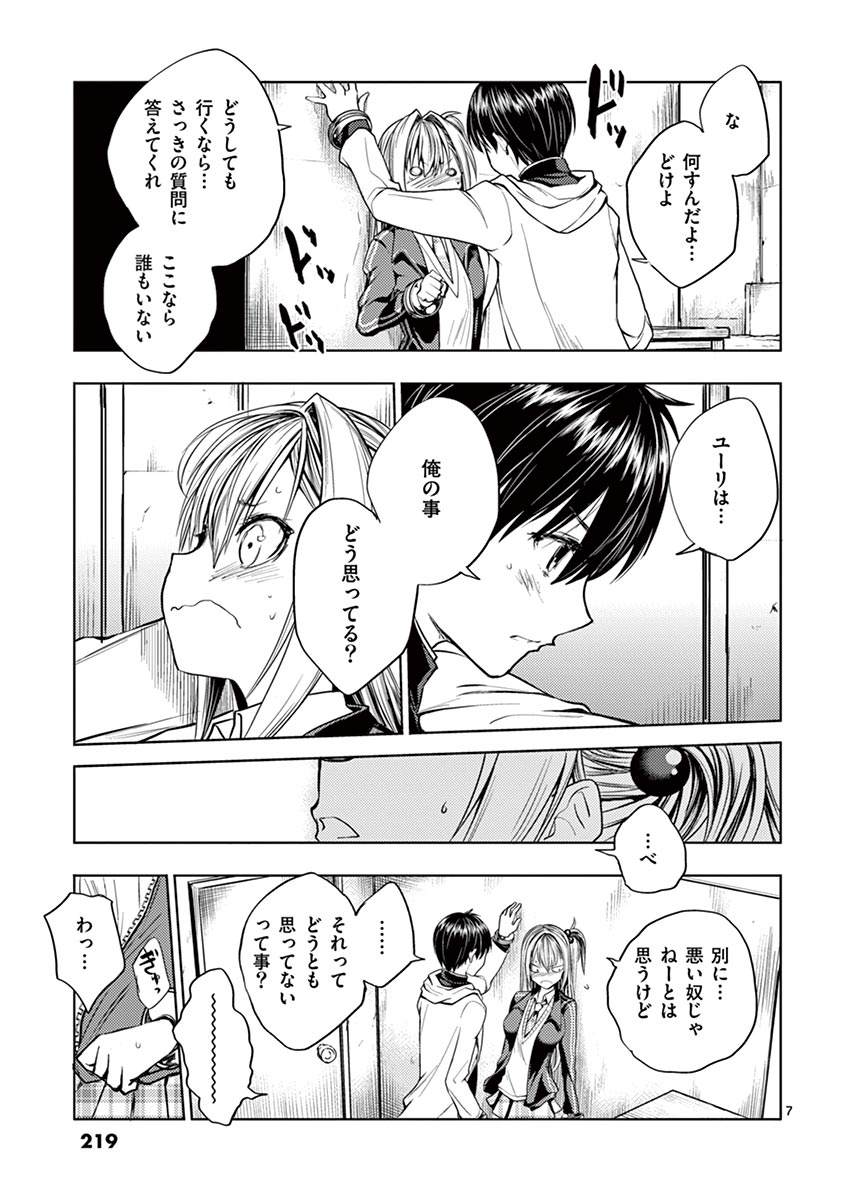 な
何すんだよ…
どけよ
ドッ
どうしても
行くなら…
さっきの質問に
答えてくれ
ここなら
誰もいない
ドッ
ユーリは…
俺の事
どう思ってる?
…べ
別に…
悪い奴じゃ
ねーとは
思うけど
………
それって
どうとも
思ってない
って事?
ぎゅっ
わっ…
7
219